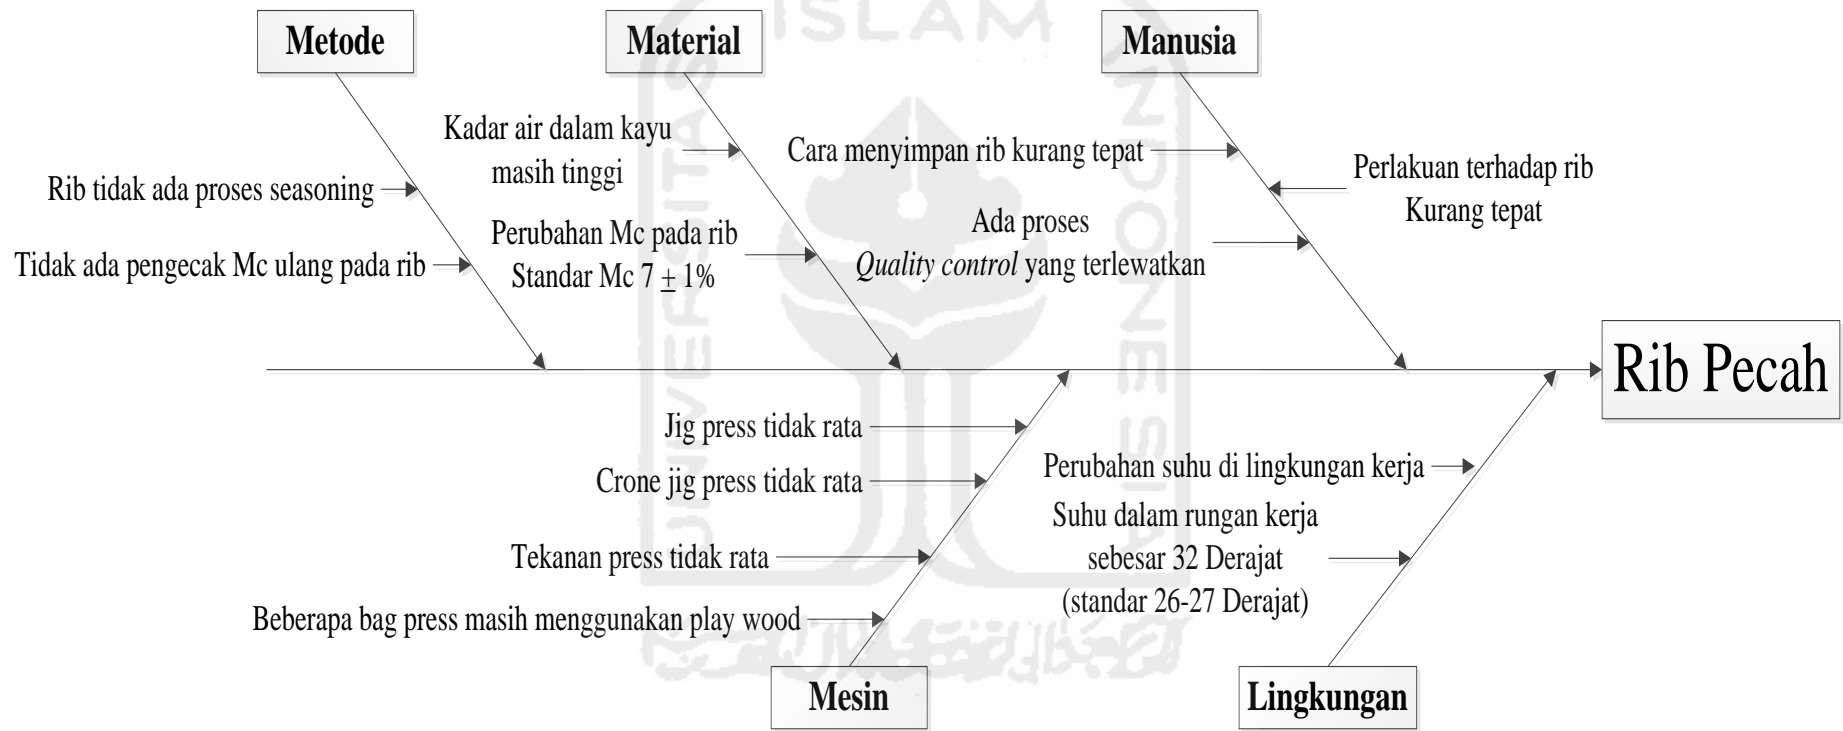 ISLAM
UNIVERSITAS
INDONESIA
Metode
Material
Manusia
Kadar air dalam kayu
masih tinggi
Cara menyimpan rib kurang tepat
Perlakuan terhadap rib
Kurang tepat
Rib tidak ada proses seasoning
Ada proses
Quality control yang terlewatkan
Perubahan Mc pada rib
Standar Mc 7 ± 1%
Tidak ada pengecak Mc ulang pada rib
Rib Pecah
Jig press tidak rata
Crone jig press tidak rata
Tekanan press tidak rata
Beberapa bag press masih menggunakan play wood
Perubahan suhu di lingkungan kerja
Suhu dalam rungan kerja
sebesar 32 Derajat
(standar 26-27 Derajat)
Mesin
Lingkungan